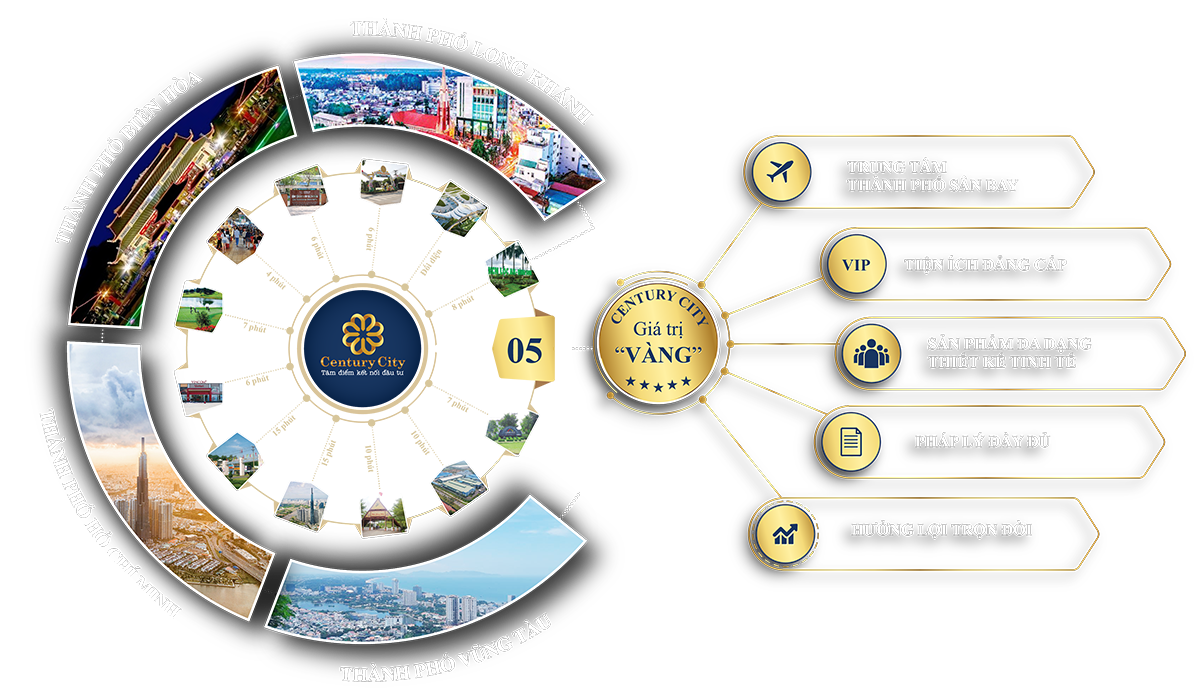 THÀNH PHỐ LONG KHÁNH
THÀNH PHỐ BIÊN HÒA
THÀNH PHỐ HỒ CHÍ MINH
THÀNH PHỐ VŨNG TÀU
6 phút
6 phút
Đối diện
8 phút
4 phút
7 phút
6 phút
15 phút
15 phút
10 phút
10 phút
7 phút
Century City
Tâm điểm kết nối đầu tư
05
CENTURY CITY
Giá trị
“VÀNG”
TRUNG TÂM
THÀNH PHỐ SÂN BAY
VIP
TIỆN ÍCH ĐẲNG CẤP
SẢN PHẨM ĐA DẠNG
THIẾT KẾ TINH TẾ
PHÁP LÝ ĐẦY ĐỦ
HƯỞNG LỢI TRỌN ĐỜI